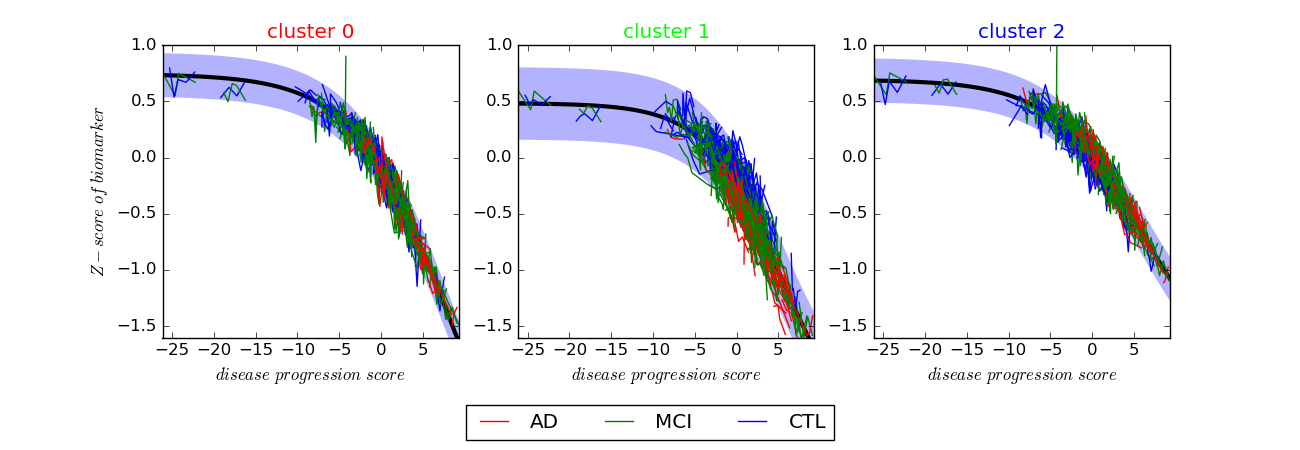 cluster 0 cluster 1 cluster 2
1.0 1.0 1.0
0.5 0.5 0.5
0.0 0.0 0.0
−0.5 −0.5 −0.5
−1.0 −1.0 −1.0
−1.5 −1.5 −1.5
Z − score of biomarker
−25 −20 −15 −10 −5 0 5 −25 −20 −15 −10 −5 0 5 −25 −20 −15 −10 −5 0 5
disease progression score disease progression score disease progression score
AD MCI CTL